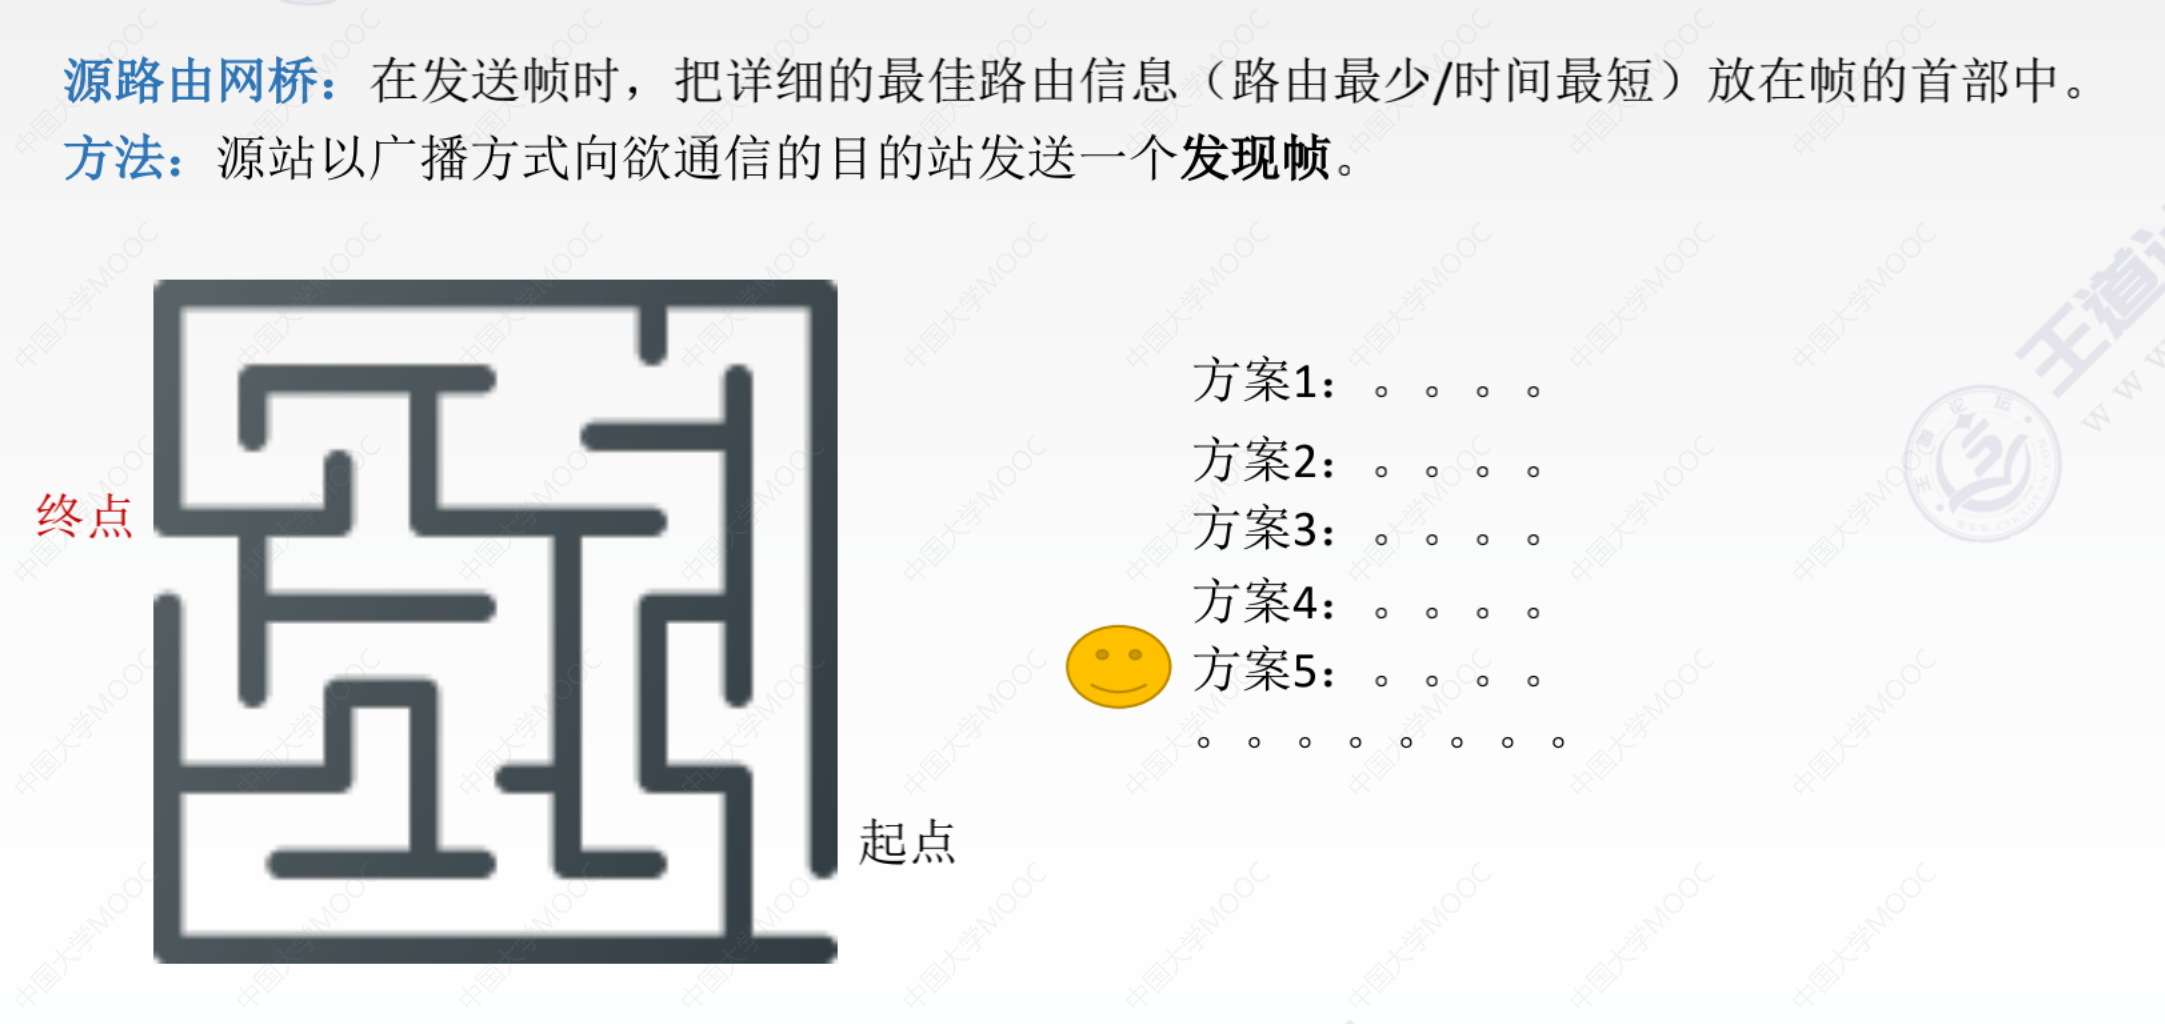 源路由网桥：在发送帧时，把详细的最佳路由信息（路由最少/时间最短）放在帧的首部中。
方法：源站以广播方式向欲通信的目的站发送一个发现帧。
终点
起点
方案1：。。。。
方案2：。。。。
方案3：。。。。
方案4：。。。。
方案5：。。。。
。。。。。。。。
中国大学MOOC
王道